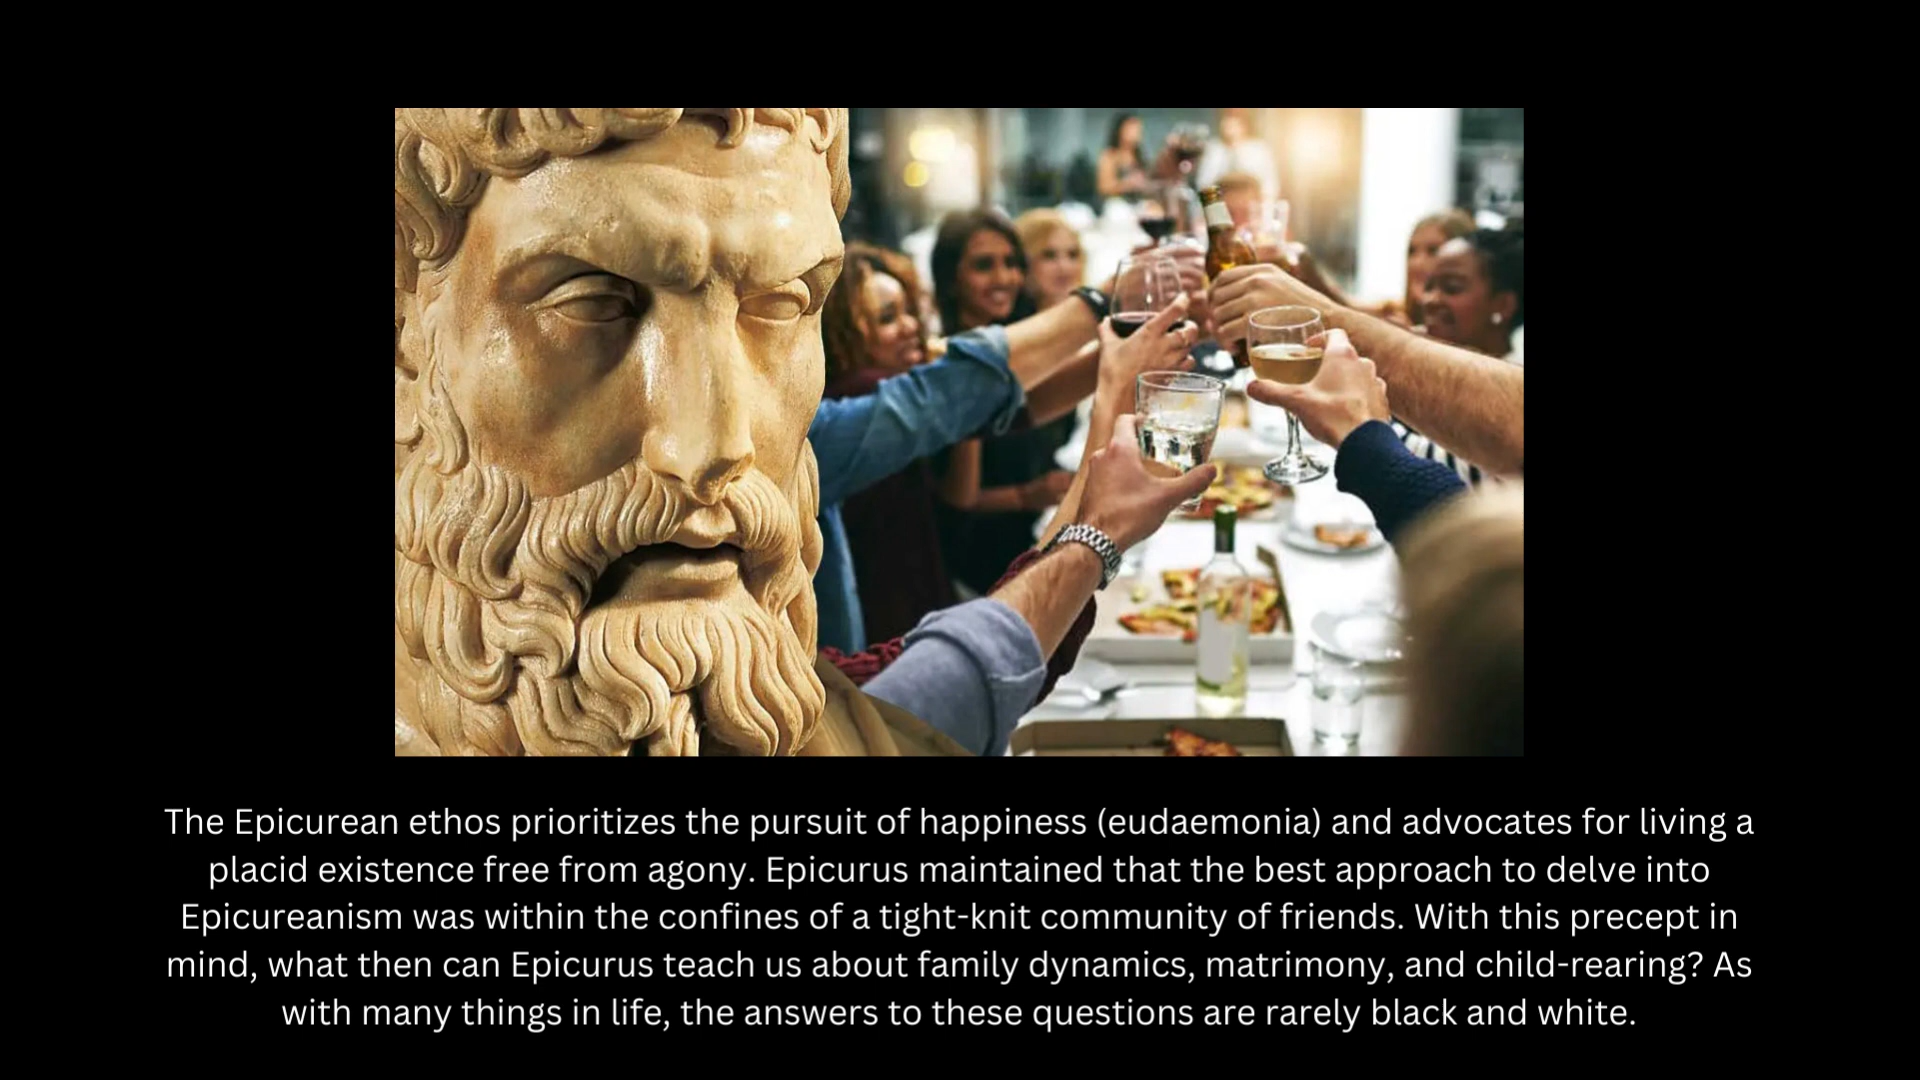 The Epicurean ethos prioritizes the pursuit of happiness (eudaemonia) and advocates for living a
placid existence free from agony. Epicurus maintained that the best approach to delve into
Epicureanism was within the confines of a tight-knit community of friends. With this precept in
mind, what then can Epicurus teach us about family dynamics, matrimony, and child-rearing? As
with many things in life, the answers to these questions are rarely black and white.